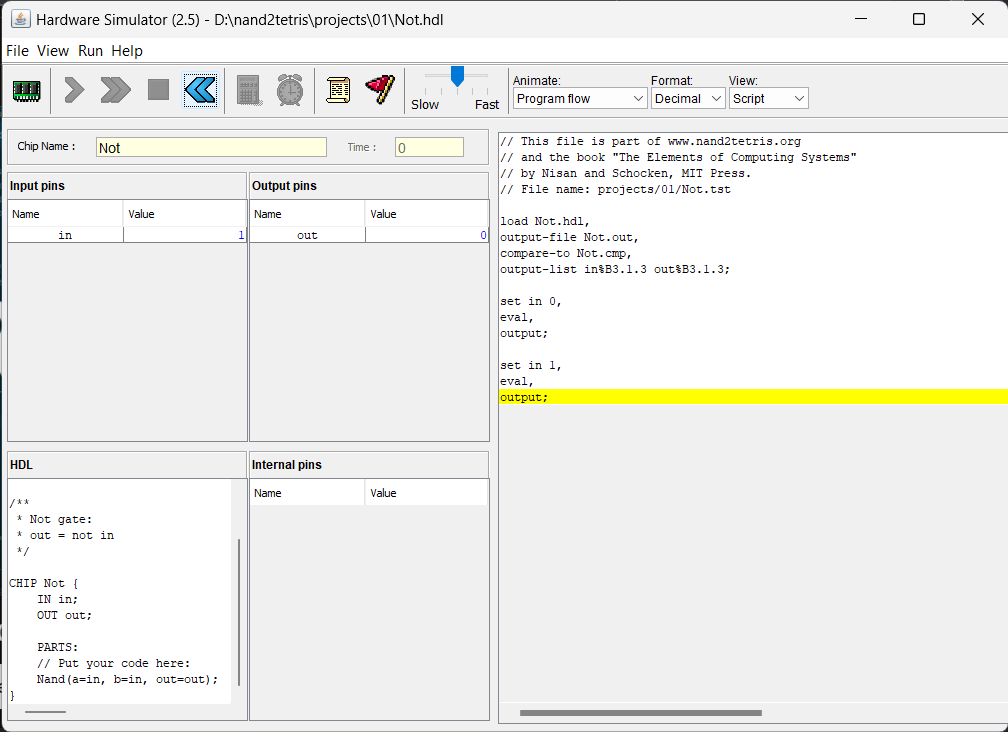 Hardware Simulator (2.5) - D:\nand2tetris\projects\01\Not.hdl
File View Run Help
Slow Fast
Animate: Format: View:
Program flow Decimal Script
Chip Name : Not Time : 0
Input pins
Name Value
in 1
Output pins
Name Value
out 0
HDL
/**
 * Not gate:
 * out = not in
 */

CHIP Not {
    IN in;
    OUT out;

    PARTS:
    // Put your code here:
    Nand(a=in, b=in, out=out);
}
Internal pins
Name Value
// This file is part of www.nand2tetris.org
// and the book "The Elements of Computing Systems"
// by Nisan and Schocken, MIT Press.
// File name: projects/01/Not.tst

load Not.hdl,
output-file Not.out,
compare-to Not.cmp,
output-list in%B3.1.3 out%B3.1.3;

set in 0,
eval,
output;

set in 1,
eval,
output;